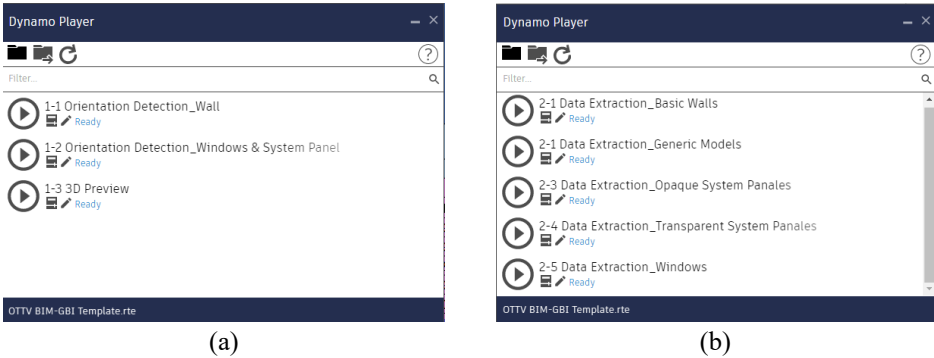 Dynamo Player
Filter...
1-1 Orientation Detection_Wall
Ready
1-2 Orientation Detection_Windows & System Panel
Ready
1-3 3D Preview
Ready
OTTV BIM-GBI Template.rte
(a)
Dynamo Player
Filter...
2-1 Data Extraction_Basic Walls
Ready
2-1 Data Extraction_Generic Models
Ready
2-3 Data Extraction_Opaque System Panales
Ready
2-4 Data Extraction_Transparent System Panales
Ready
2-5 Data Extraction_Windows
Ready
OTTV BIM-GBI Template.rte
(b)